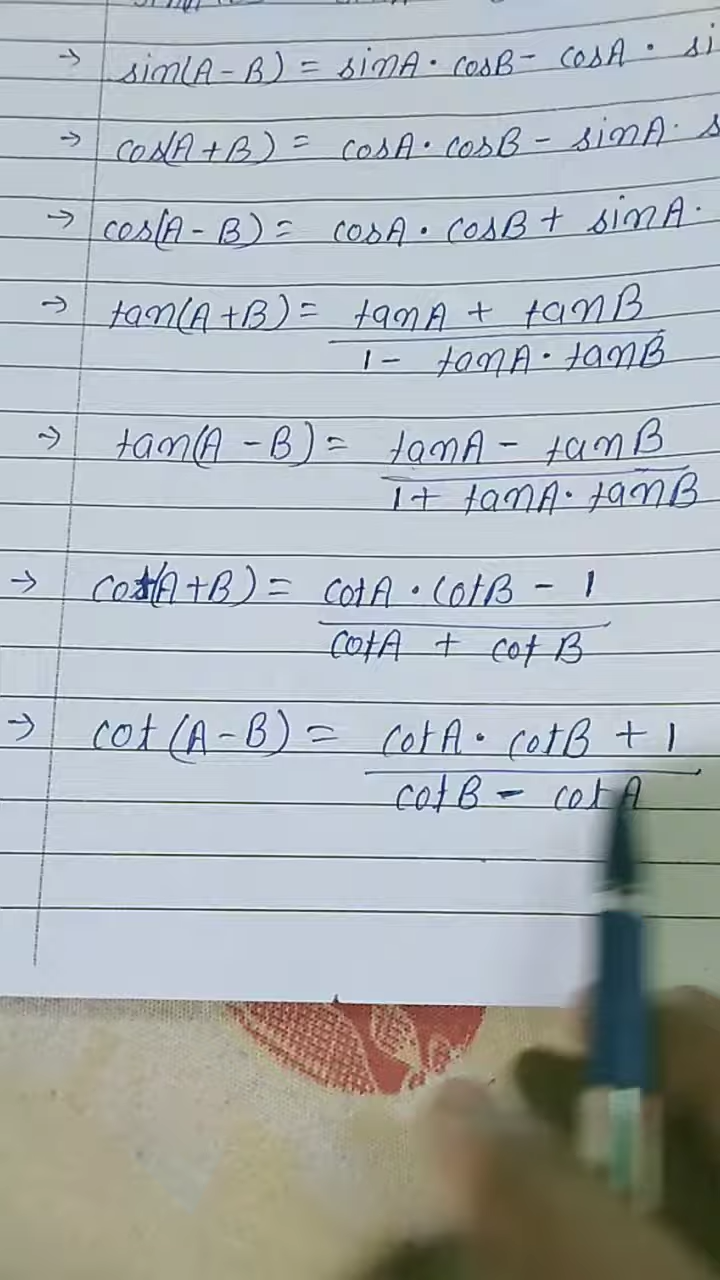 → sin(A - B) = sinA · cosB - cosA · si
→ cos(A + B) = cosA · cosB - sinA · s
→ cos(A - B) = cosA · cosB + sinA ·
→ tan(A + B) = tanA + tanB
1 - tanA · tanB
→ tan(A - B) = tanA - tanB
1 + tanA · tanB
→ cot(A + B) = cotA · cotB - 1
cotA + cotB
→ cot(A - B) = cotA · cotB + 1
cotB - cotA